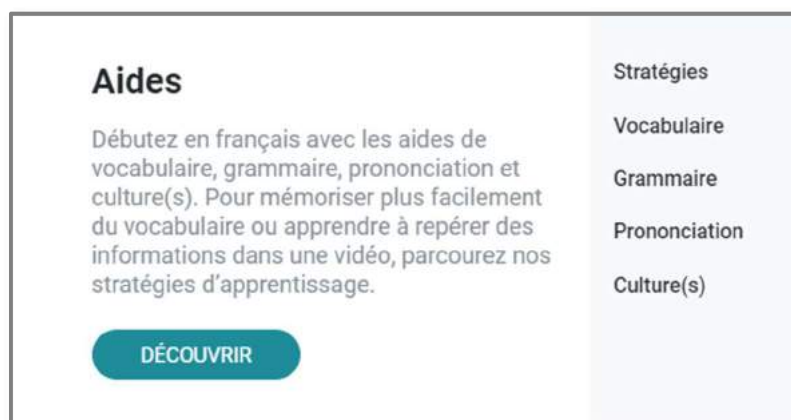 Aides
Débutez en français avec les aides de
vocabulaire, grammaire, prononciation et
culture(s). Pour mémoriser plus facilement
du vocabulaire ou apprendre à repérer des
informations dans une vidéo, parcourez nos
stratégies d'apprentissage.
DÉCOUVRIR
Stratégies
Vocabulaire
Grammaire
Prononciation
Culture(s)